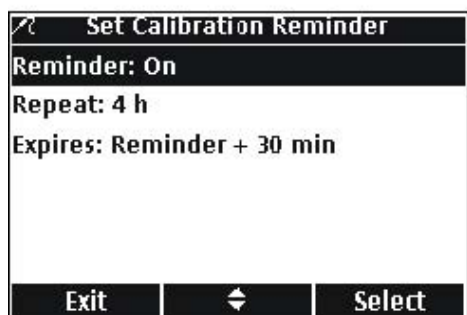 Set Calibration Reminder
Reminder: On
Repeat: 4 h
Expires: Reminder + 30 min
Exit Select